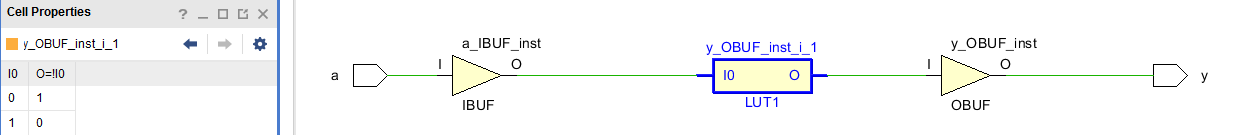 Cell Properties
? _
y_OBUF_inst_i_1
I0 O=!I0
0 1
1 0
a
a_IBUF_inst
I O
IBUF
y_OBUF_inst_i_1
I0 O
LUT1
y_OBUF_inst
I O
OBUF
y